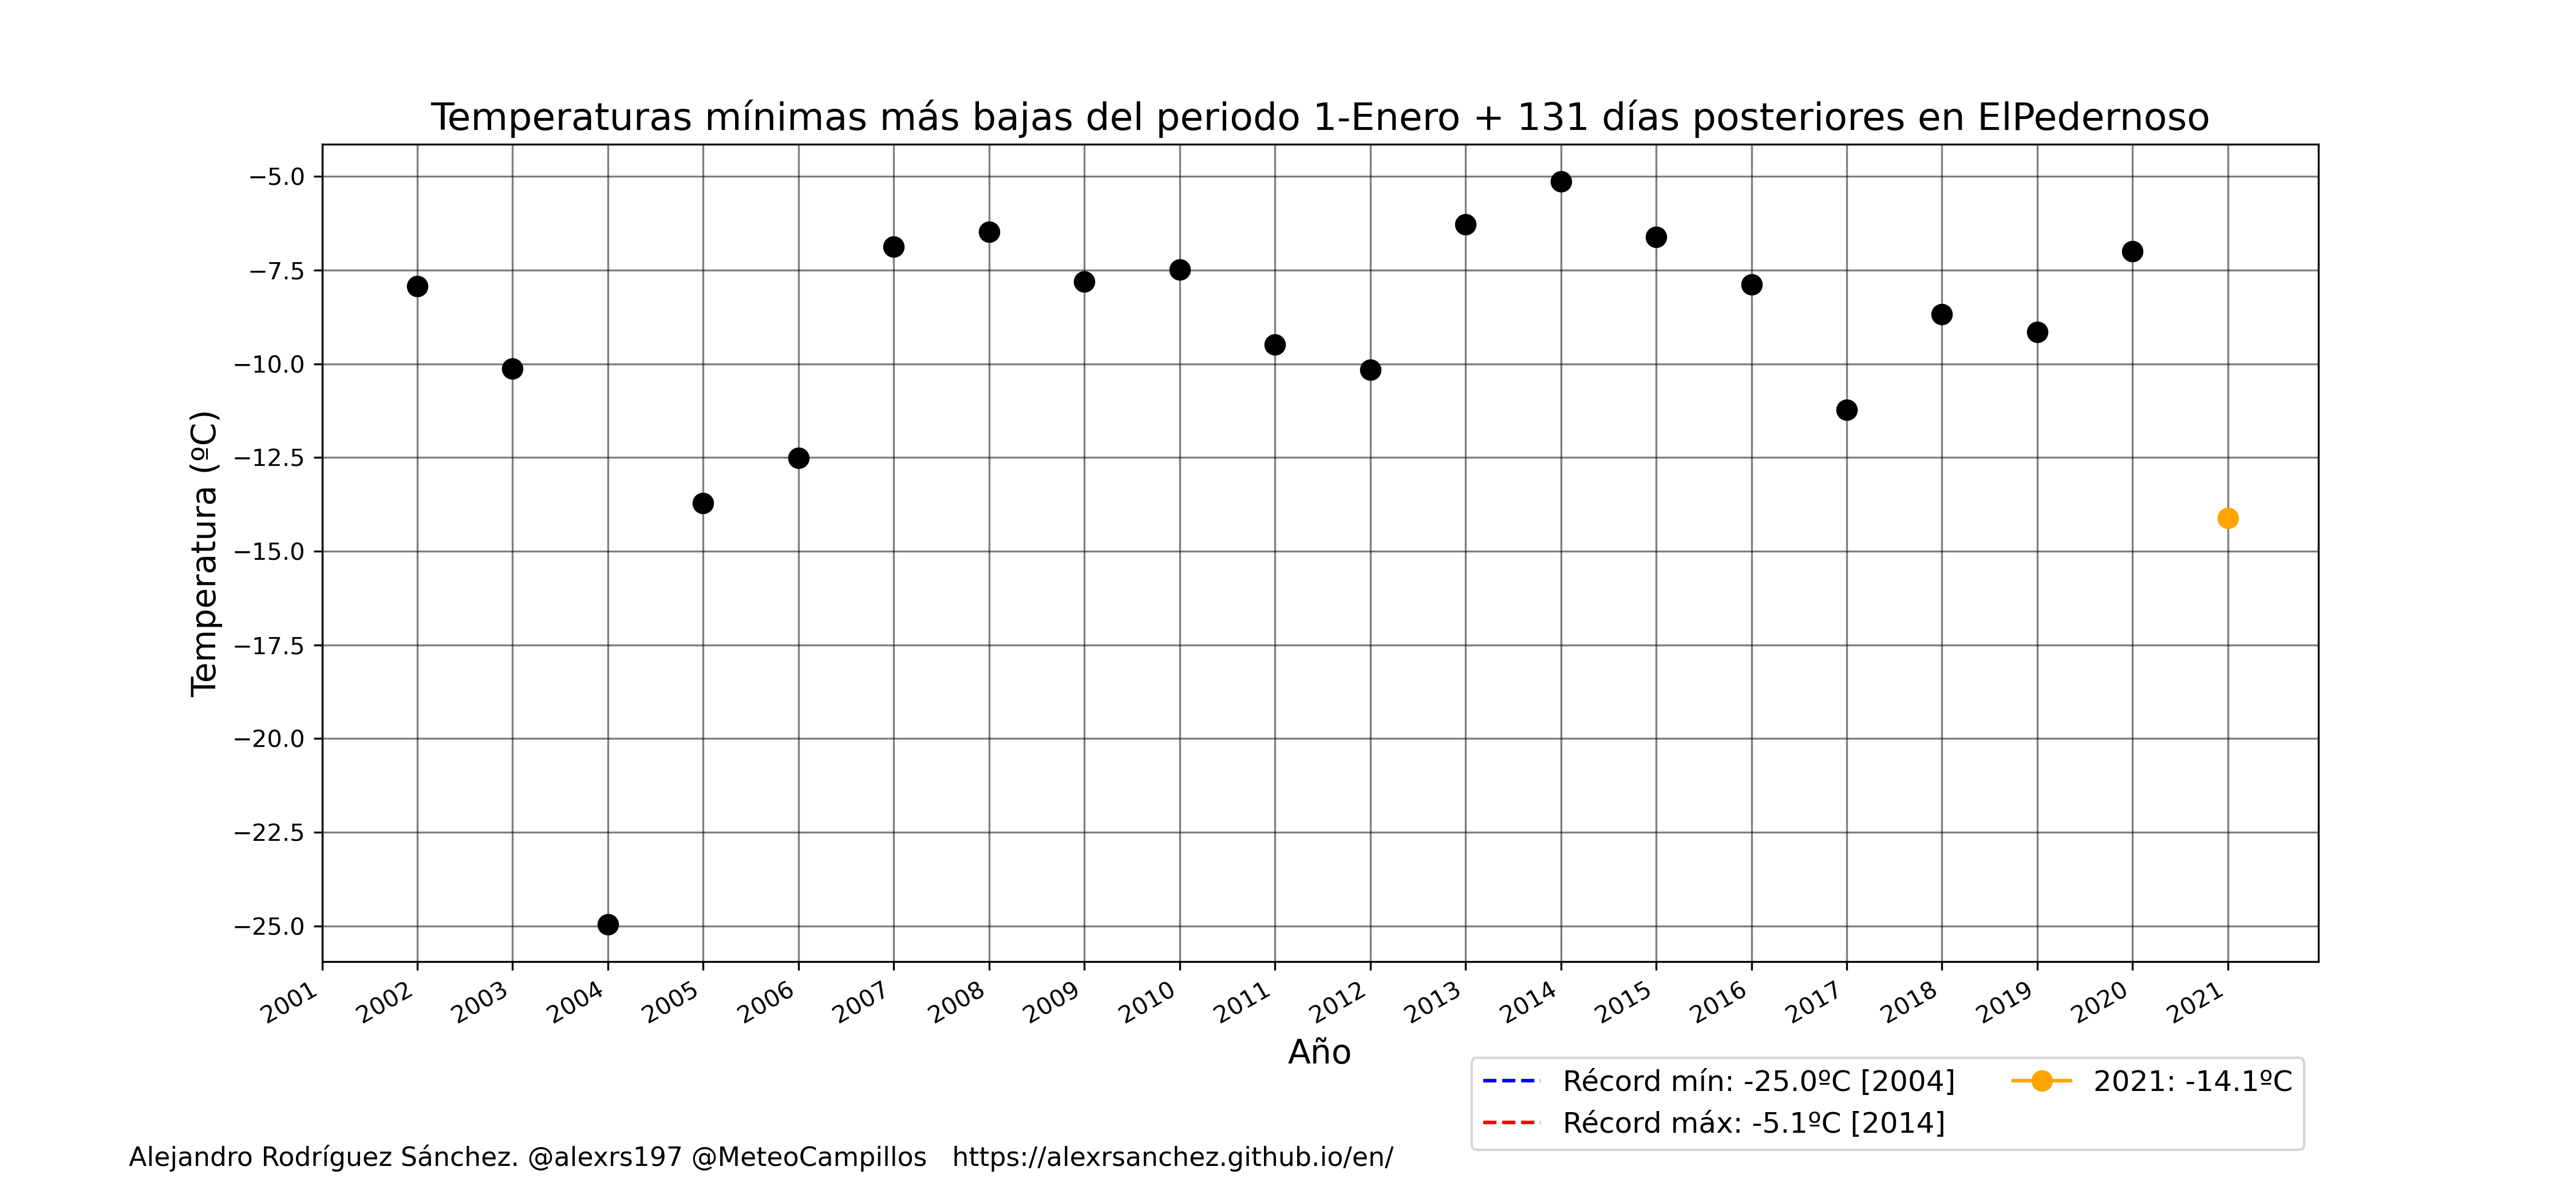 Temperaturas mínimas más bajas del periodo 1-Enero + 131 días posteriores en ElPedernoso
Temperatura (ºC)
−5.0
−7.5
−10.0
−12.5
−15.0
−17.5
−20.0
−22.5
−25.0
2001 2002 2003 2004 2005 2006 2007 2008 2009 2010 2011 2012 2013 2014 2015 2016 2017 2018 2019 2020 2021
Año
Récord mín: -25.0ºC [2004] 2021: -14.1ºC
Récord máx: -5.1ºC [2014]
Alejandro Rodríguez Sánchez. @alexrs197 @MeteoCampillos https://alexrsanchez.github.io/en/